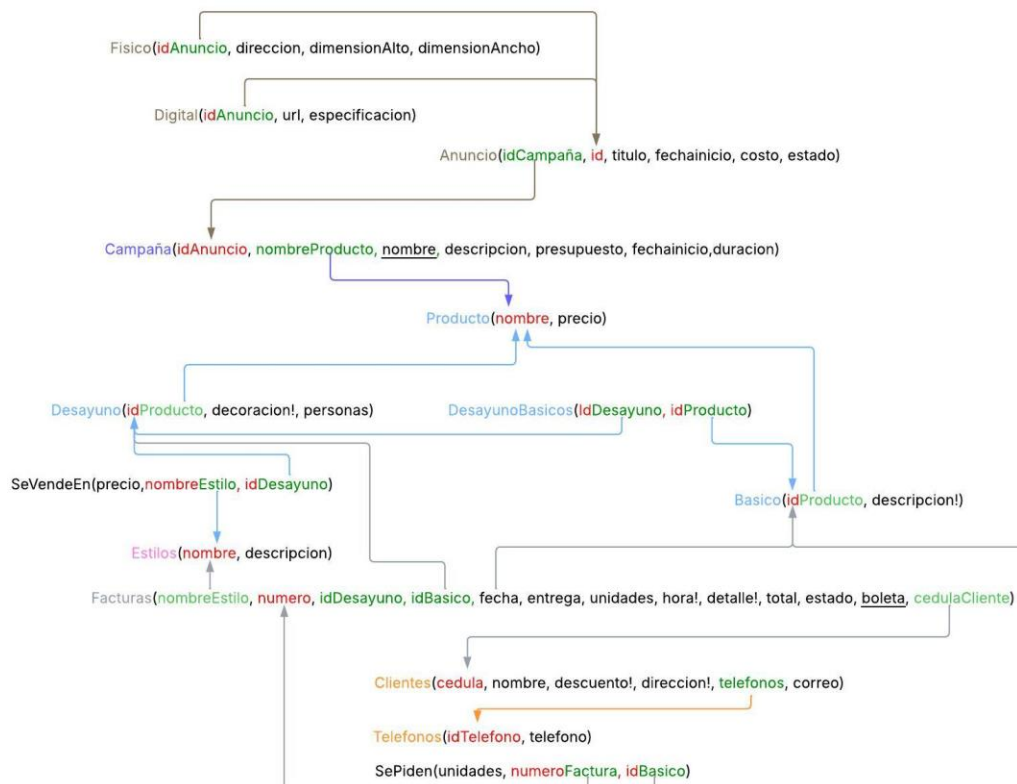 Fisico(idAnuncio, direccion, dimensionAlto, dimensionAncho)
Digital(idAnuncio, url, especificacion)
Anuncio(idCampaña, id, titulo, fechainicio, costo, estado)
Campaña(idAnuncio, nombreProducto, nombre, descripcion, presupuesto, fechainicio,duracion)
Producto(nombre, precio)
Desayuno(idProducto, decoracion!, personas)
DesayunoBasicos(IdDesayuno, idProducto)
SeVendeEn(precio,nombreEstilo, idDesayuno)
Basico(idProducto, descripcion!)
Estilos(nombre, descripcion)
Facturas(nombreEstilo, numero, idDesayuno, idBasico, fecha, entrega, unidades, hora!, detalle!, total, estado, boleta, cedulaCliente)
Clientes(cedula, nombre, descuento!, direccion!, telefonos, correo)
Telefonos(idTelefono, telefono)
SePiden(unidades, numeroFactura, idBasico)